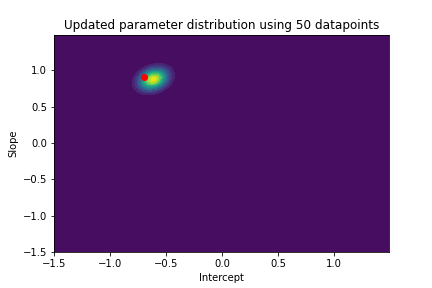 Updated parameter distribution using 50 datapoints
1.0
0.5
0.0
−0.5
−1.0
−1.5
Slope
−1.5 −1.0 −0.5 0.0 0.5 1.0
Intercept